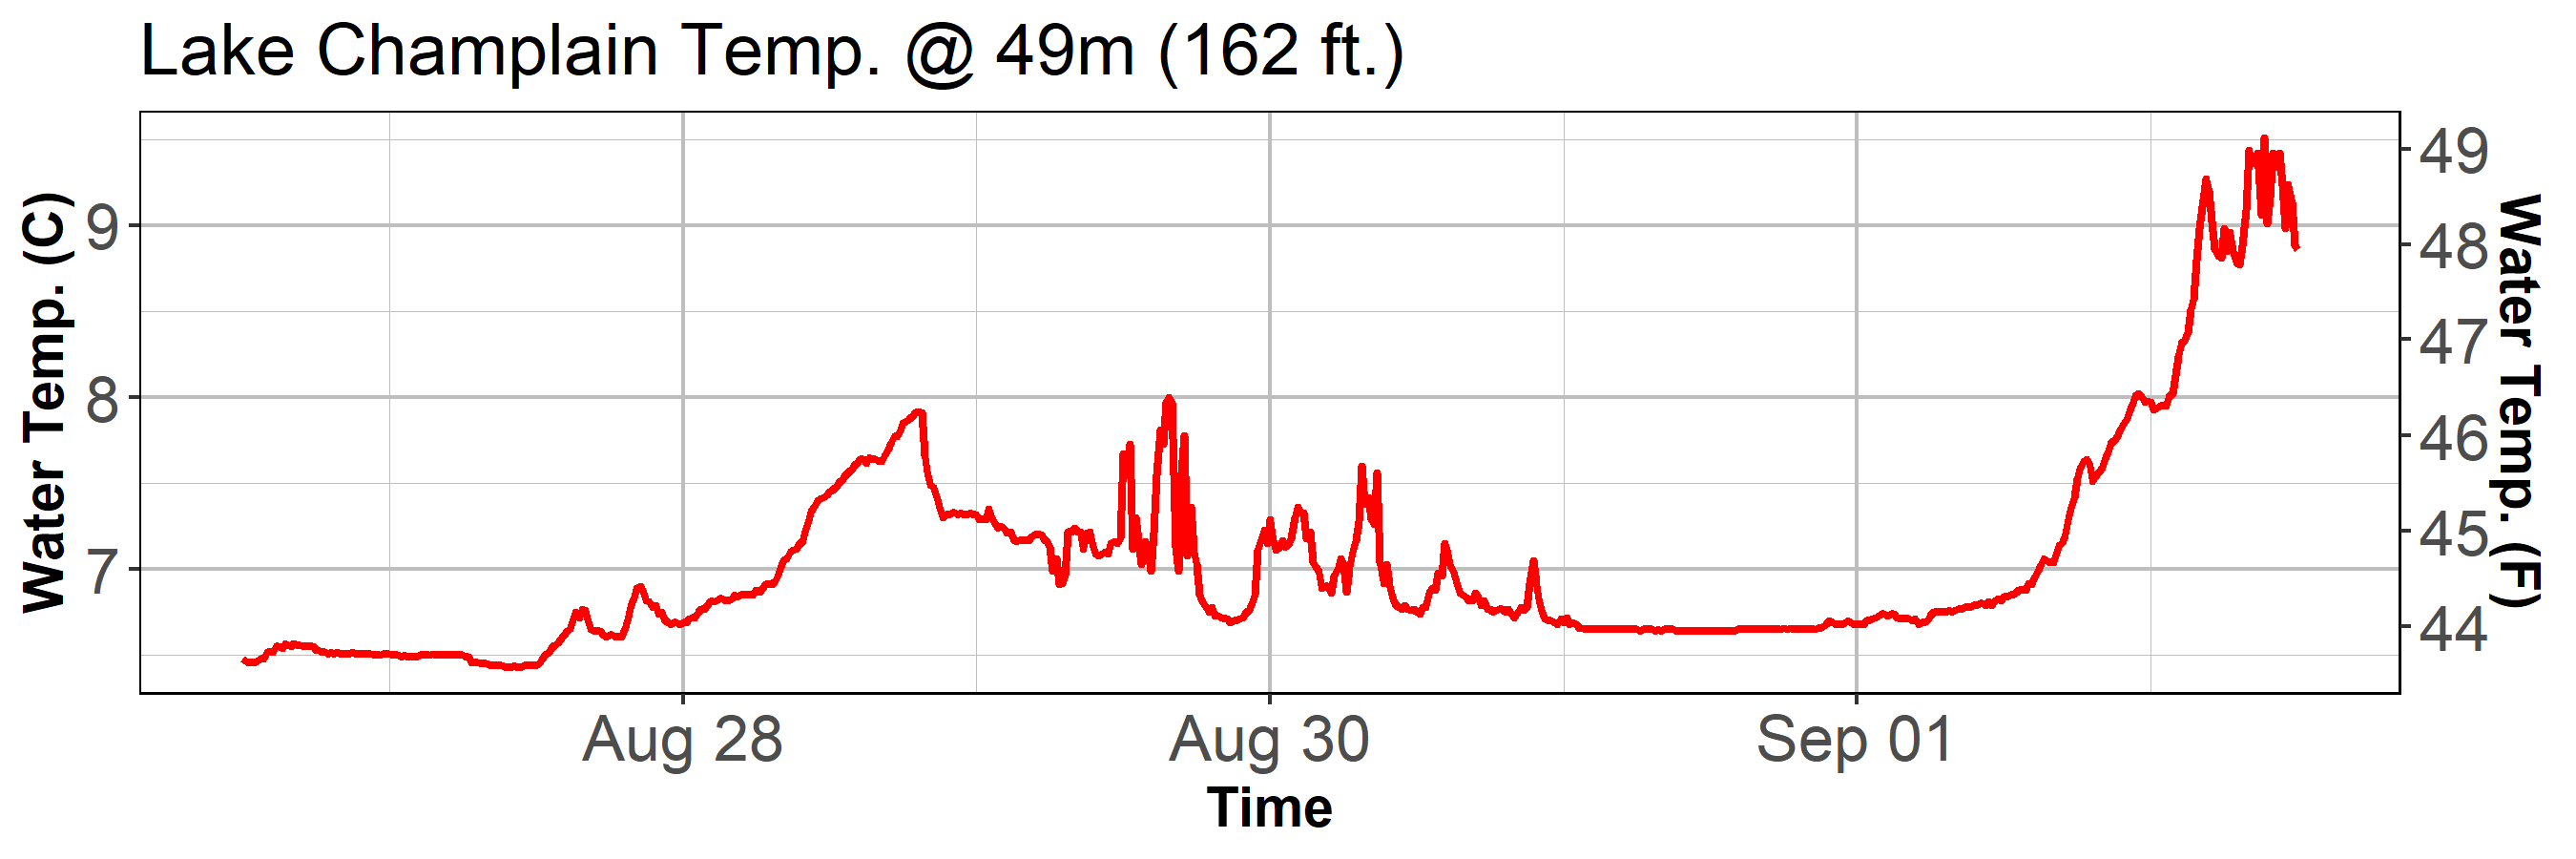 Lake Champlain Temp. @ 49m (162 ft.)
Water Temp. (C)
9
8
7
49
48
47
46
45
44
Water Temp. (F)
Aug 28
Aug 30
Sep 01
Time